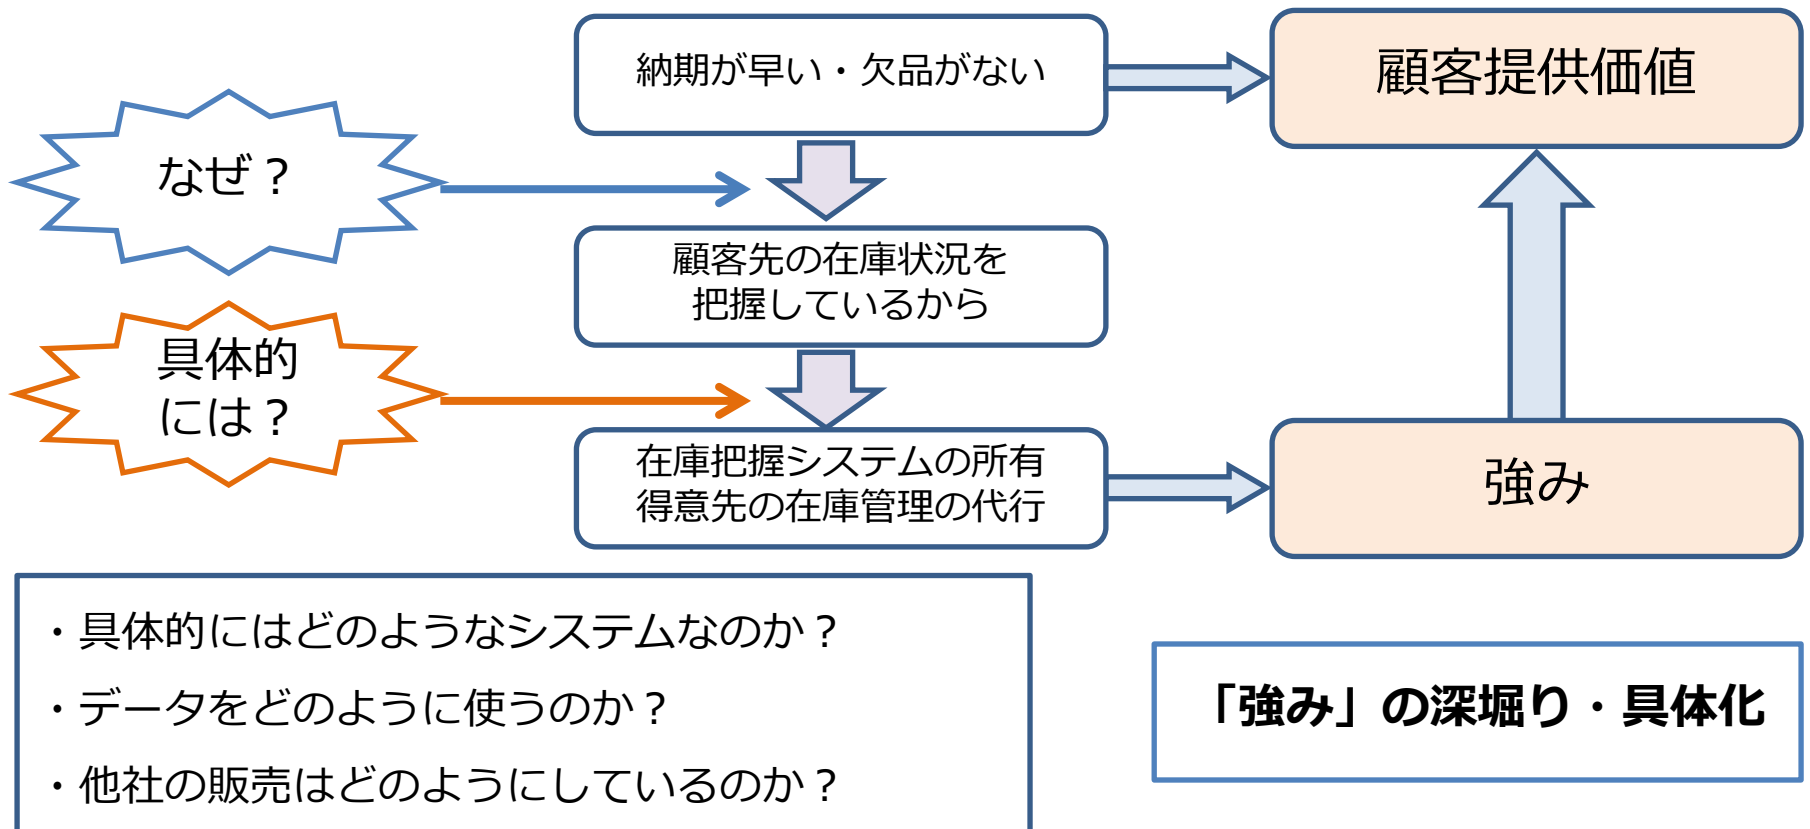 納期が早い・欠品がない
顧客提供価値
なぜ？
顧客先の在庫状況を
把握しているから
具体的
には？
在庫把握システムの所有
得意先の在庫管理の代行
強み
・具体的にはどのようなシステムなのか？
・データをどのように使うのか？
・他社の販売はどのようにしているのか？
「強み」の深堀り・具体化